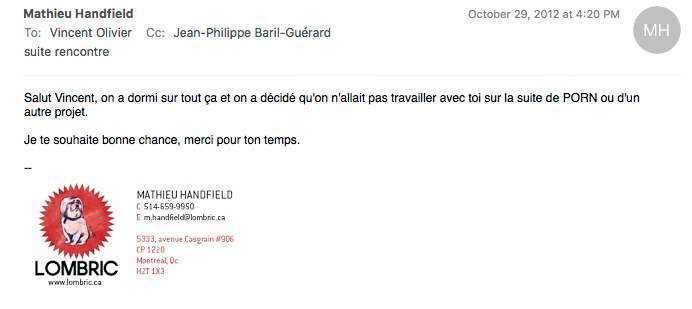 Mathieu Handfield
October 29, 2012 at 4:20 PM
MH
To: Vincent Olivier Cc: Jean-Philippe Baril-Guérard
suite rencontre
Salut Vincent, on a dormi sur tout ça et on a décidé qu'on n'allait pas travailler avec toi sur la suite de PORN ou d'un
autre projet.
Je te souhaite bonne chance, merci pour ton temps.
--
MATHIEU HANDFIELD
C 514-659-9950
E m.handfield@lombric.ca
5333, avenue Casgrain #906
CP 1220
Montréal, Qc
H2T 1X3
LOMBRIC
www.lombric.ca